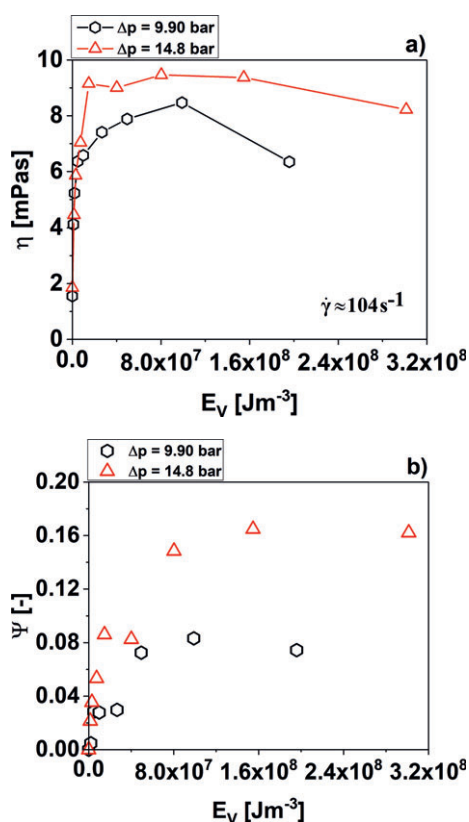 Δp = 9.90 bar
Δp = 14.8 bar
a)
10
8
6
4
2
0
η [mPas]
γ̇ ≈ 104 s⁻¹
0.0 8.0x10⁷ 1.6x10⁸ 2.4x10⁸ 3.2x10⁸
E_V [Jm⁻³]
Δp = 9.90 bar
Δp = 14.8 bar
b)
0.20
0.16
0.12
0.08
0.04
0.00
Ψ [-]
0.0 8.0x10⁷ 1.6x10⁸ 2.4x10⁸ 3.2x10⁸
E_V [Jm⁻³]